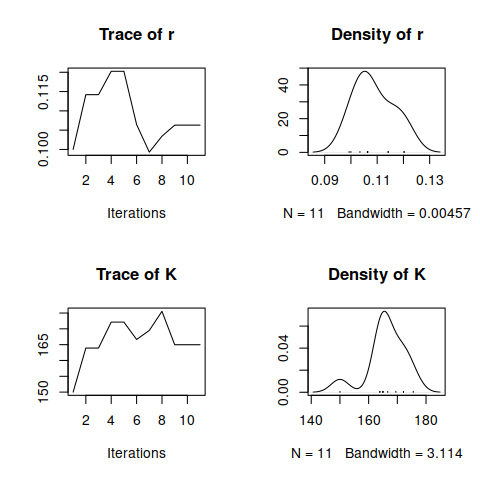 Trace of r
0.100 0.115
2 4 6 8 10
Iterations
Density of r
0 20 40
0.09 0.11 0.13
N = 11 Bandwidth = 0.00457
Trace of K
150 165
2 4 6 8 10
Iterations
Density of K
0.00 0.04
140 160 180
N = 11 Bandwidth = 3.114